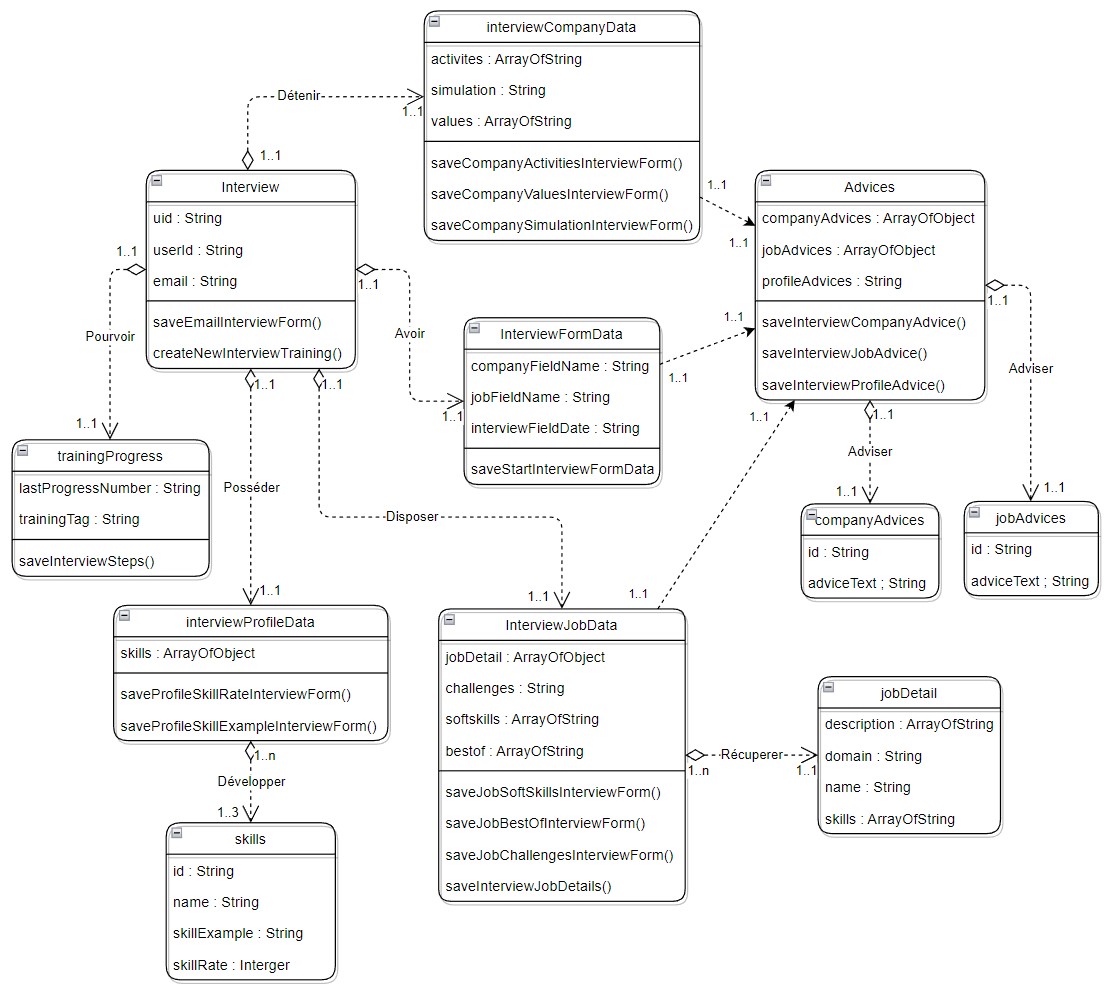 interviewCompanyData
activites : ArrayOfString
simulation : String
values : ArrayOfString
saveCompanyActivitiesInterviewForm()
saveCompanyValuesInterviewForm()
saveCompanySimulationInterviewForm()
Détenir
1..1
1..1
Interview
uid : String
userId : String
email : String
saveEmailInterviewForm()
createNewInterviewTraining()
1..1
1..1
Advices
companyAdvices : ArrayOfObject
jobAdvices : ArrayOfObject
profileAdvices : String
saveInterviewCompanyAdvice()
saveInterviewJobAdvice()
saveInterviewProfileAdvice()
1..1
Pourvoir
1..1
1..1
Avoir
1..1
InterviewFormData
companyFieldName : String
jobFieldName : String
interviewFieldDate : String
saveStartInterviewFormData
1..1
1..1
1..1
Adviser
1..1
1..1
Adviser
1..1
trainingProgress
lastProgressNumber : String
trainingTag : String
saveInterviewSteps()
1..1
Posséder
1..1
1..1
Disposer
1..1
1..1
1..1
companyAdvices
id : String
adviceText ; String
jobAdvices
id : String
adviceText ; String
interviewProfileData
skills : ArrayOfObject
saveProfileSkillRateInterviewForm()
saveProfileSkillExampleInterviewForm()
InterviewJobData
jobDetail : ArrayOfObject
challenges : String
softskills : ArrayOfString
bestof : ArrayOfString
saveJobSoftSkillsInterviewForm()
saveJobBestOfInterviewForm()
saveJobChallengesInterviewForm()
saveInterviewJobDetails()
Récuperer
1..n
1..1
jobDetail
description : ArrayOfString
domain : String
name : String
skills : ArrayOfString
1..n
Développer
1..3
skills
id : String
name : String
skillExample : String
skillRate : Interger